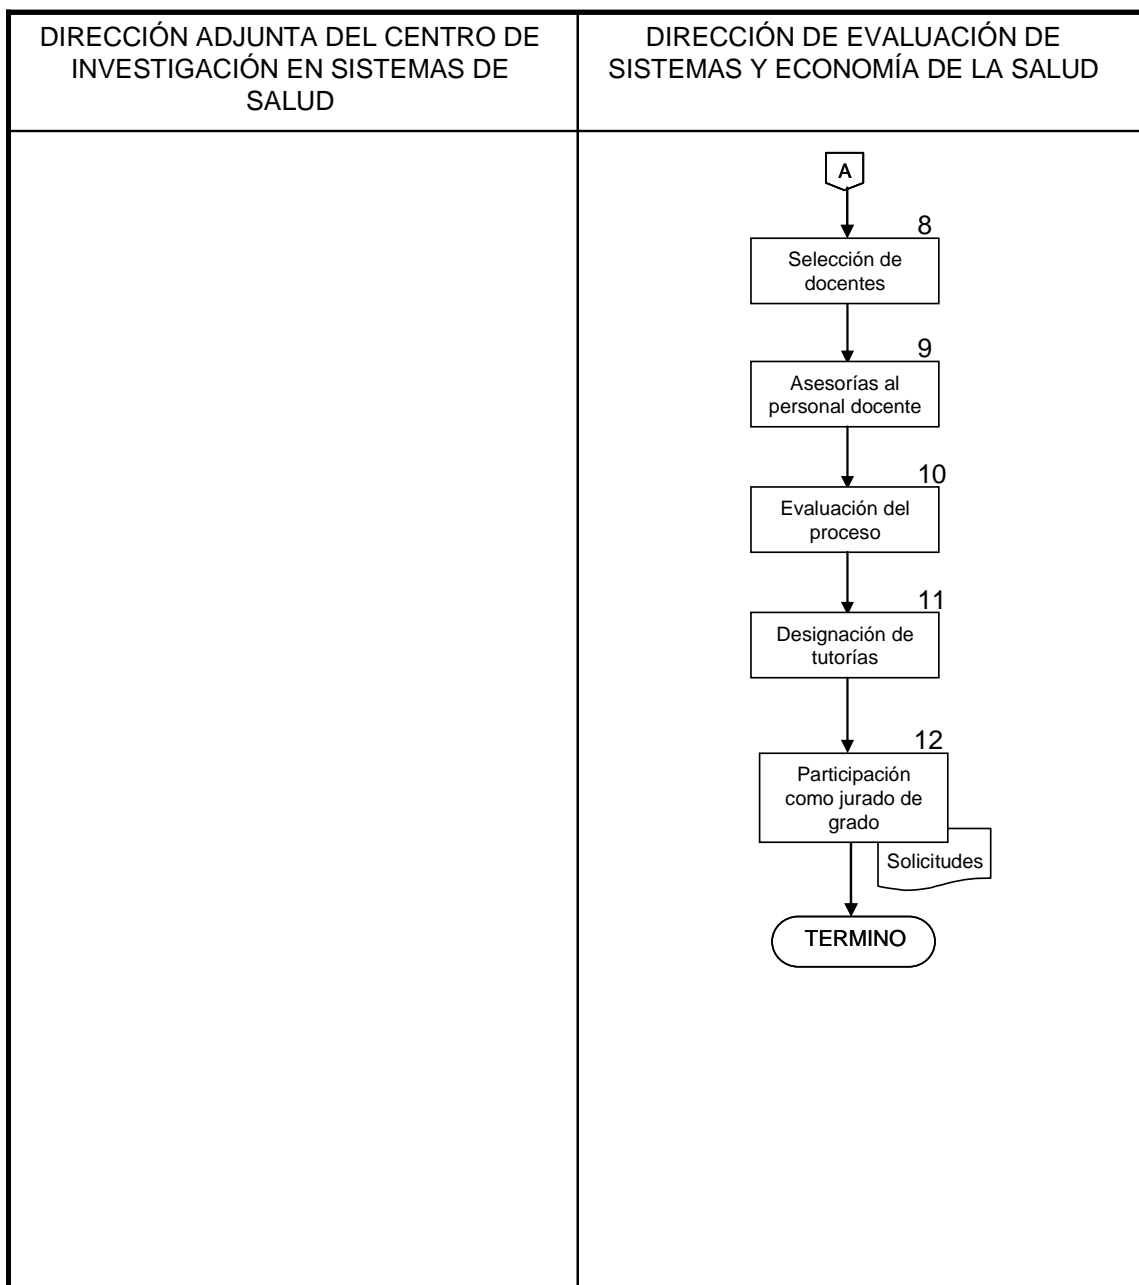 DIRECCIÓN ADJUNTA DEL CENTRO DE
INVESTIGACIÓN EN SISTEMAS DE
SALUD
DIRECCIÓN DE EVALUACIÓN DE
SISTEMAS Y ECONOMÍA DE LA SALUD
A
8
Selección de
docentes
9
Asesorías al
personal docente
10
Evaluación del
proceso
11
Designación de
tutorías
12
Participación
como jurado de
grado
Solicitudes
TERMINO